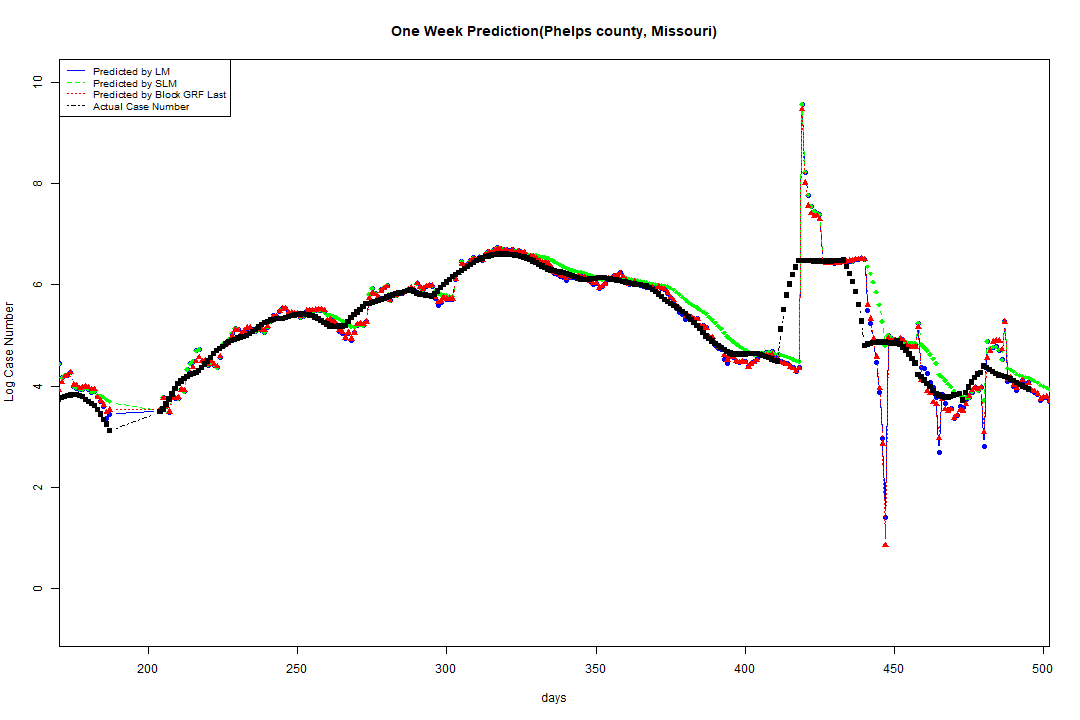 One Week Prediction(Phelps county, Missouri)
Predicted by LM
Predicted by SLM
Predicted by Block GRF Last
Actual Case Number
Log Case Number
10
8
6
4
2
0
200 250 300 350 400 450 500
days